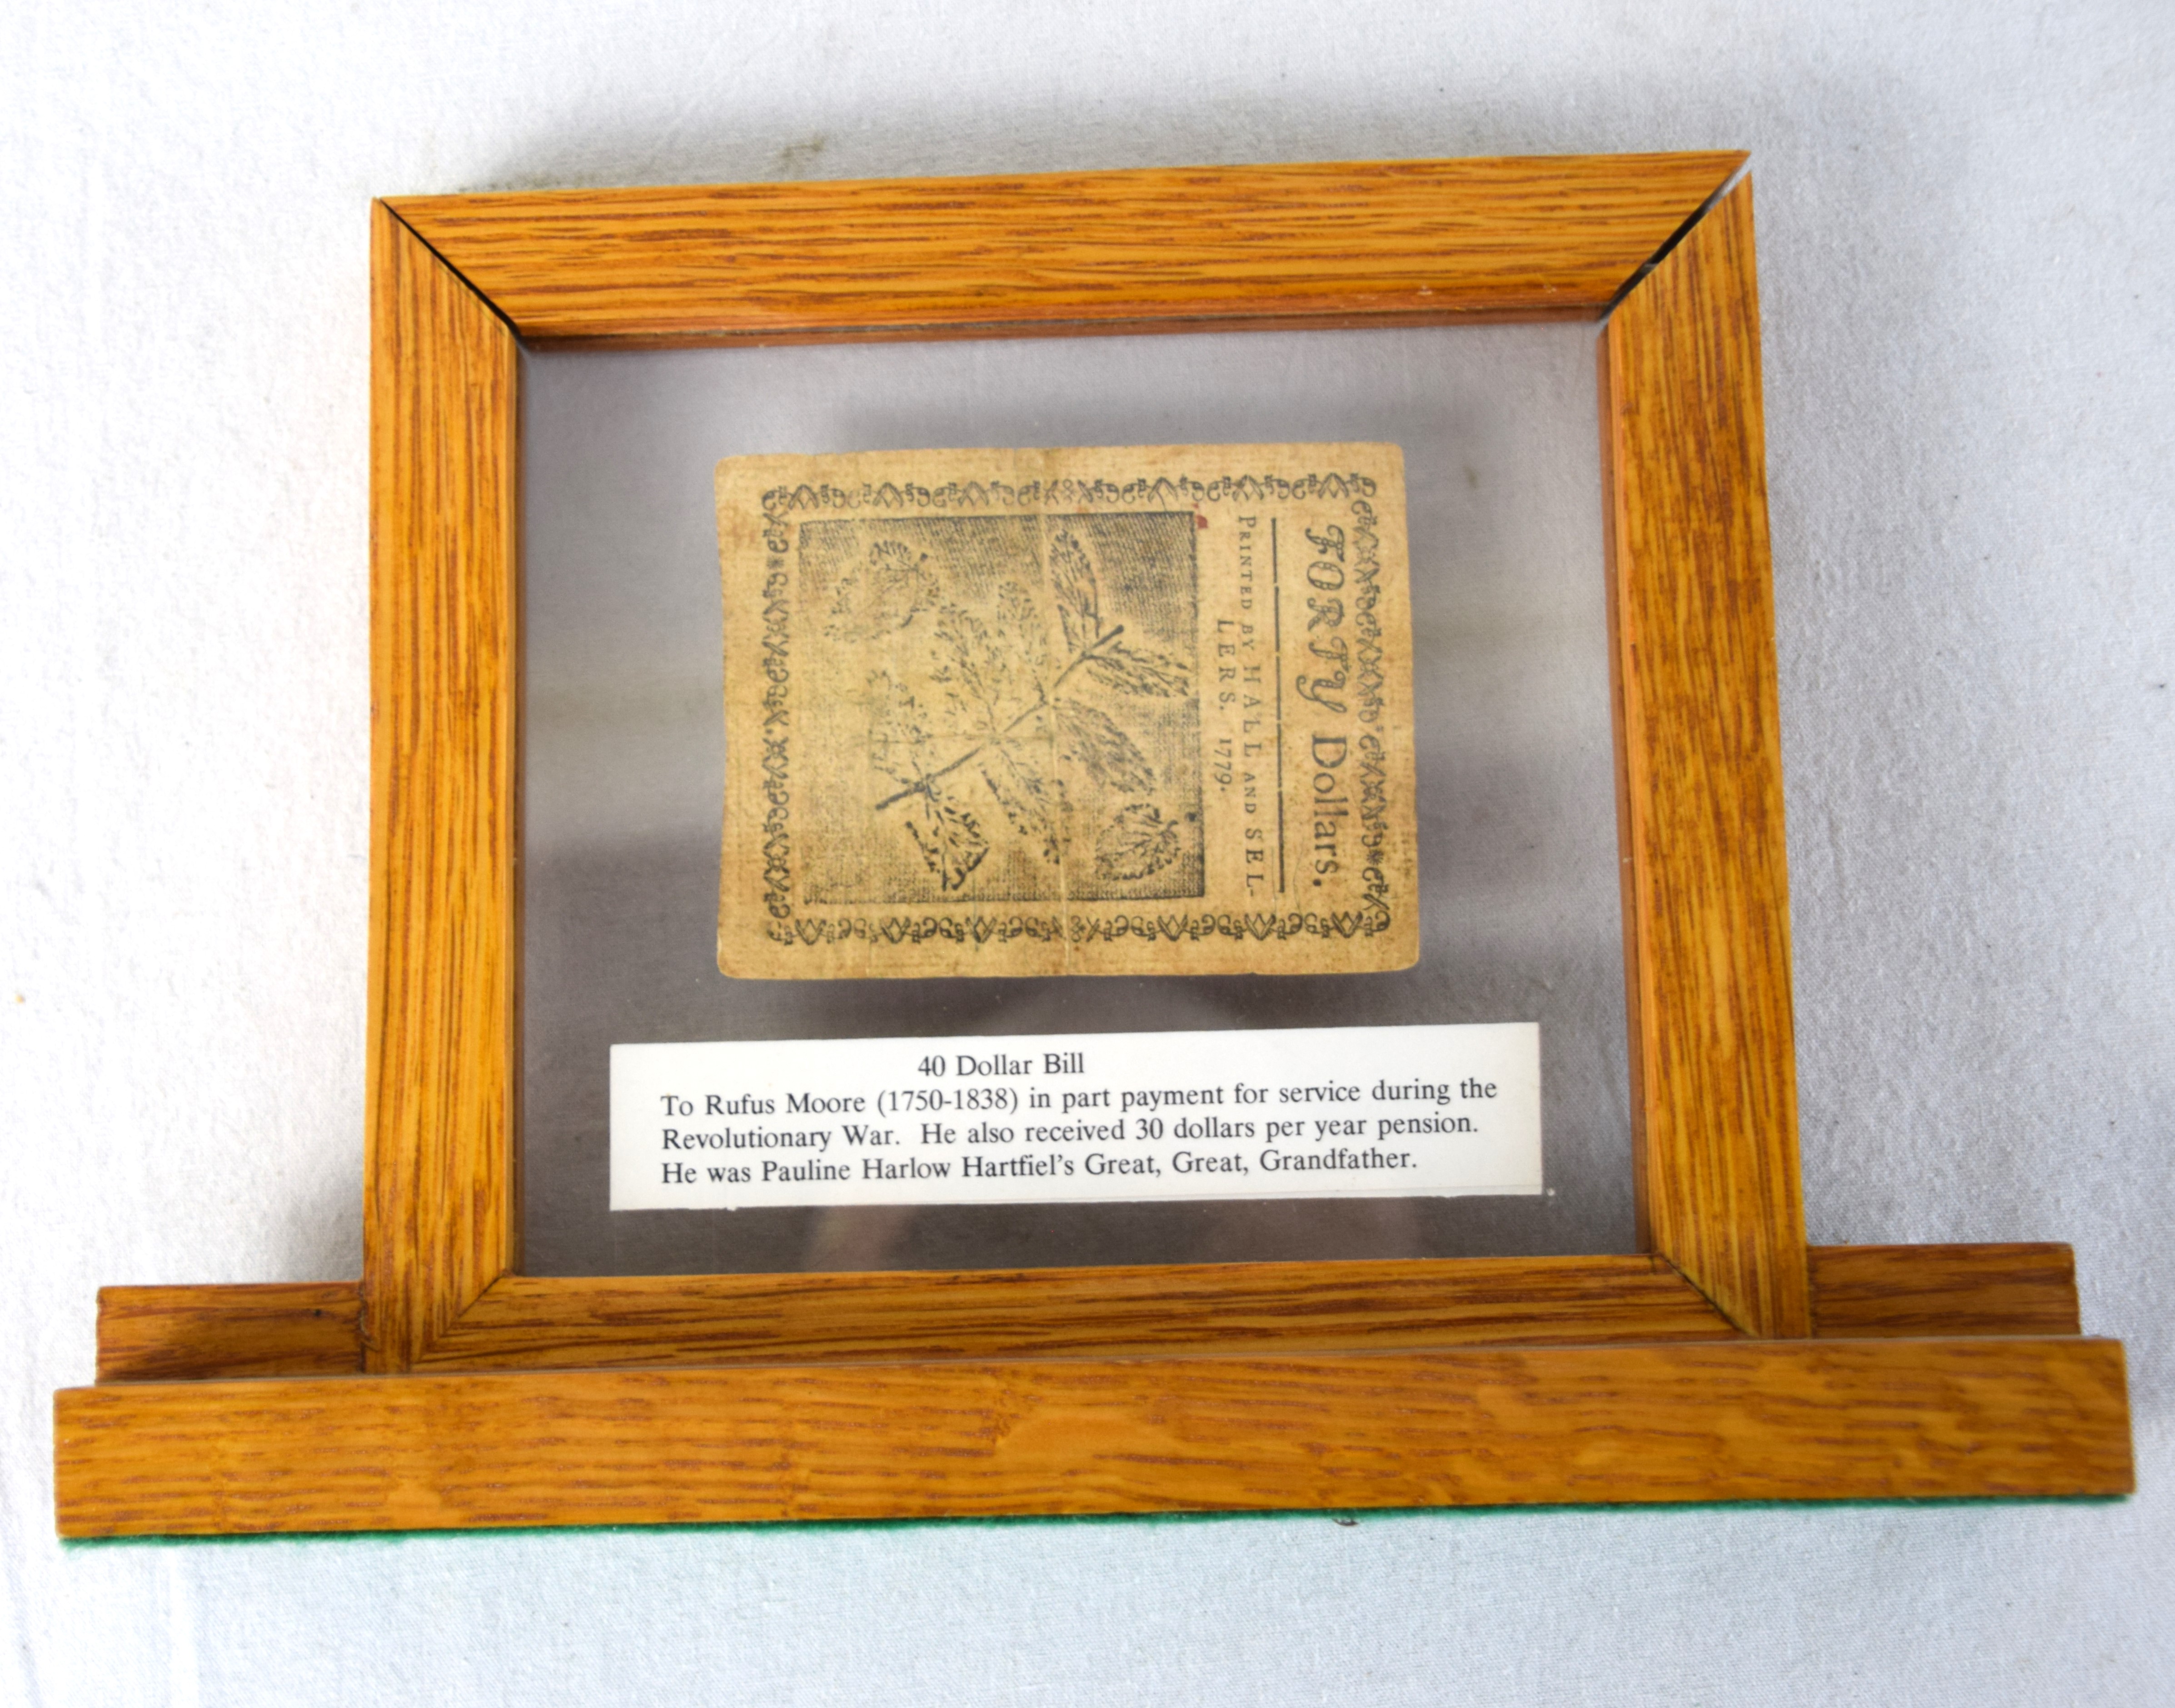 FORTY Dollars.
PRINTED BY HALL AND SEL-
LERS. 1779.
40 Dollar Bill
To Rufus Moore (1750-1838) in part payment for service during the
Revolutionary War. He also received 30 dollars per year pension.
He was Pauline Harlow Hartfiel's Great, Great, Grandfather.